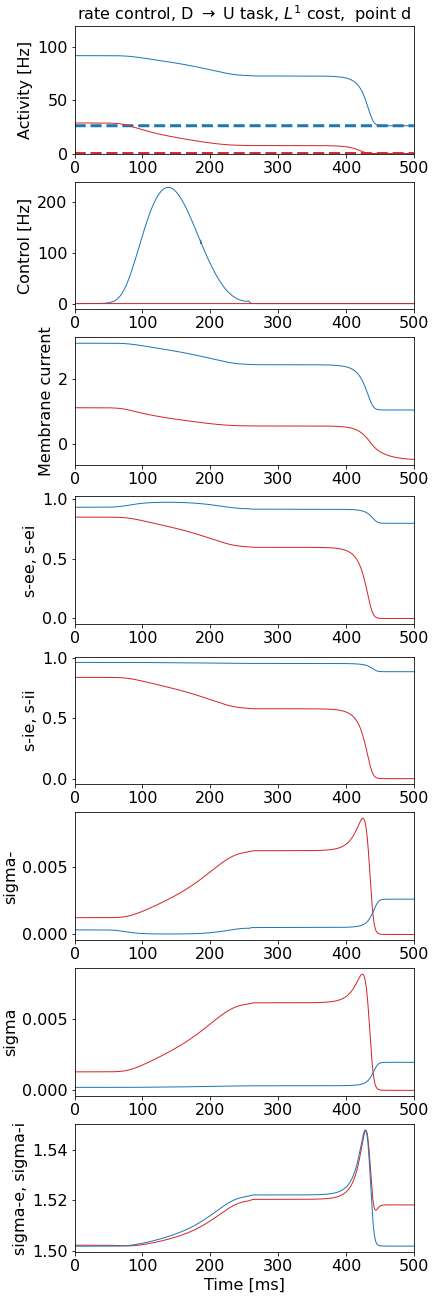 rate control, D → U task, L¹ cost, point d
Activity [Hz]
100
50
0
0 100 200 300 400 500
Control [Hz]
200
100
0
0 100 200 300 400 500
Membrane current
2
0
0 100 200 300 400 500
s-ee, s-ei
1.0
0.5
0.0
0 100 200 300 400 500
s-ie, s-ii
1.0
0.5
0.0
0 100 200 300 400 500
sigma-
0.005
0.000
0 100 200 300 400 500
sigma
0.005
0.000
0 100 200 300 400 500
sigma-e, sigma-i
1.54
1.52
1.50
0 100 200 300 400 500
Time [ms]